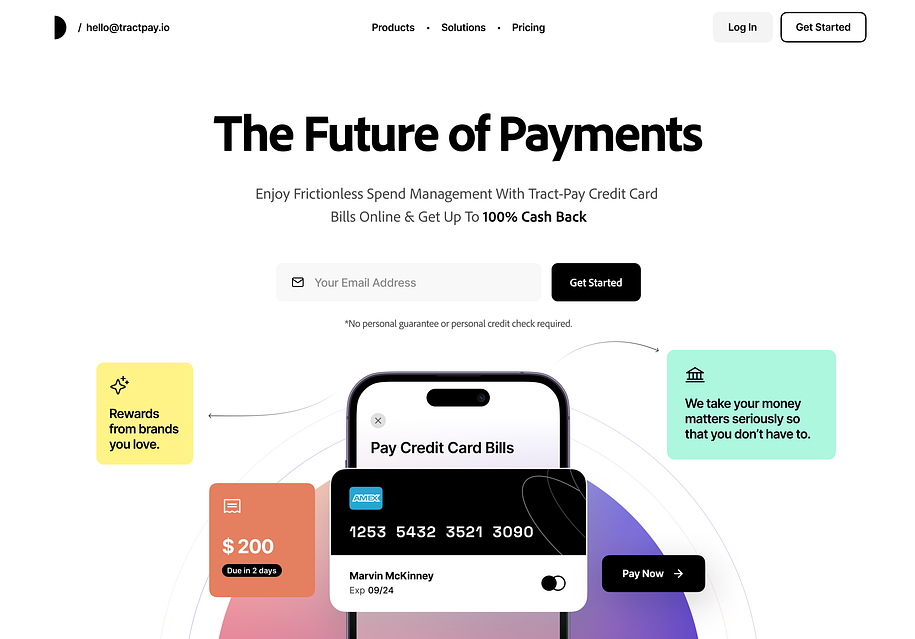 / hello@tractpay.io
Products • Solutions • Pricing
Log In
Get Started
The Future of Payments
Enjoy Frictionless Spend Management With Tract-Pay Credit Card
Bills Online & Get Up To 100% Cash Back
Your Email Address
Get Started
*No personal guarantee or personal credit check required.
Rewards
from brands
you love.
We take your money
matters seriously so
that you don't have to.
Pay Credit Card Bills
AMEX
1253 5432 3521 3090
$ 200
Due in 2 days
Marvin McKinney
Exp 09/24
Pay Now